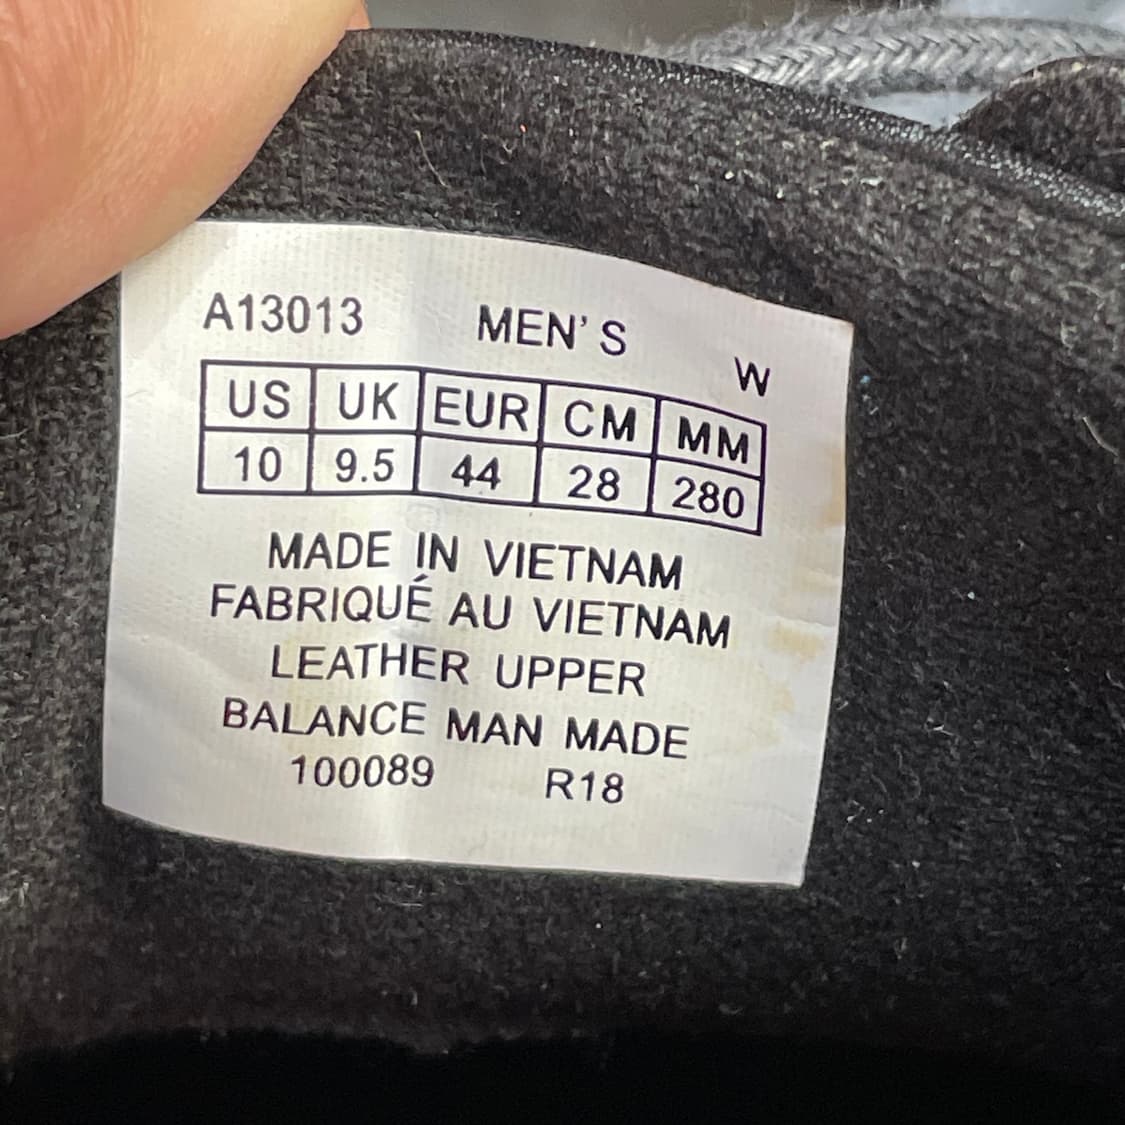 A13013 MEN'S W
US UK EUR CM MM
10 9.5 44 28 280
MADE IN VIETNAM
FABRIQUÉ AU VIETNAM
LEATHER UPPER
BALANCE MAN MADE
100089 R18